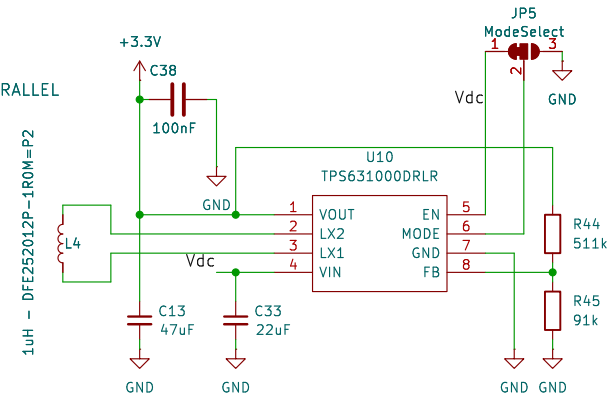 JP5
ModeSelect
1
3
2
+3.3V
C38
RALLEL
Vdc
GND
100nF
U10
TPS631000DRLR
GND
1 VOUT EN 5
2 LX2 MODE 6
3 LX1 GND 7
4 VIN FB 8
R44
511k
L4
Vdc
1uH - DFE252012P-1R0M=P2
C13
47uF
C33
22uF
R45
91k
GND
GND
GND
GND